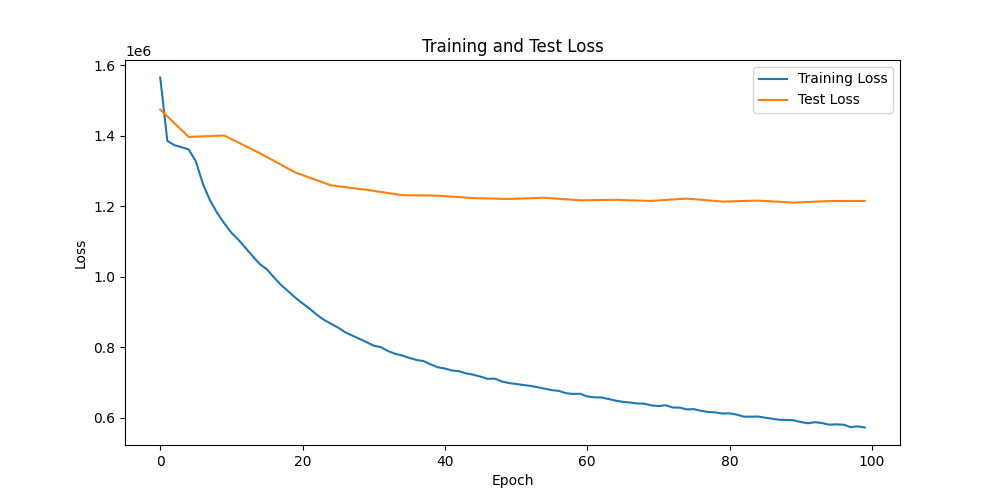 Training and Test Loss
1e6
1.6
1.4
1.2
1.0
0.8
0.6
Loss
0 20 40 60 80 100
Epoch
Training Loss
Test Loss